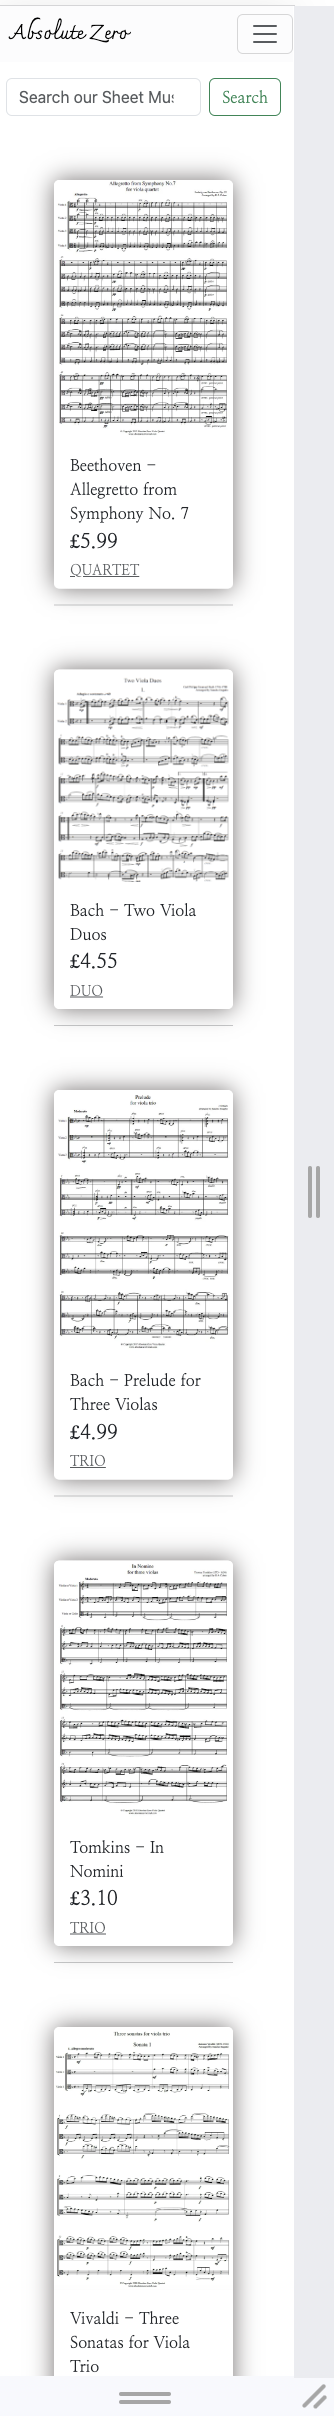 Absolute Zero
Search our Sheet Mus
Search
Allegretto from Symphony No.7
for viola quartet
Beethoven –
Allegretto from
Symphony No. 7
£5.99
QUARTET
Two Viola Duos
1.
Bach – Two Viola
Duos
£4.55
DUO
Prelude
for viola trio
Moderato
Bach – Prelude for
Three Violas
£4.99
TRIO
In Nomine
for three violas
Moderato
Tomkins – In
Nomini
£3.10
TRIO
Three sonatas for viola trio
Sonata 1
Vivaldi – Three
Sonatas for Viola
Trio